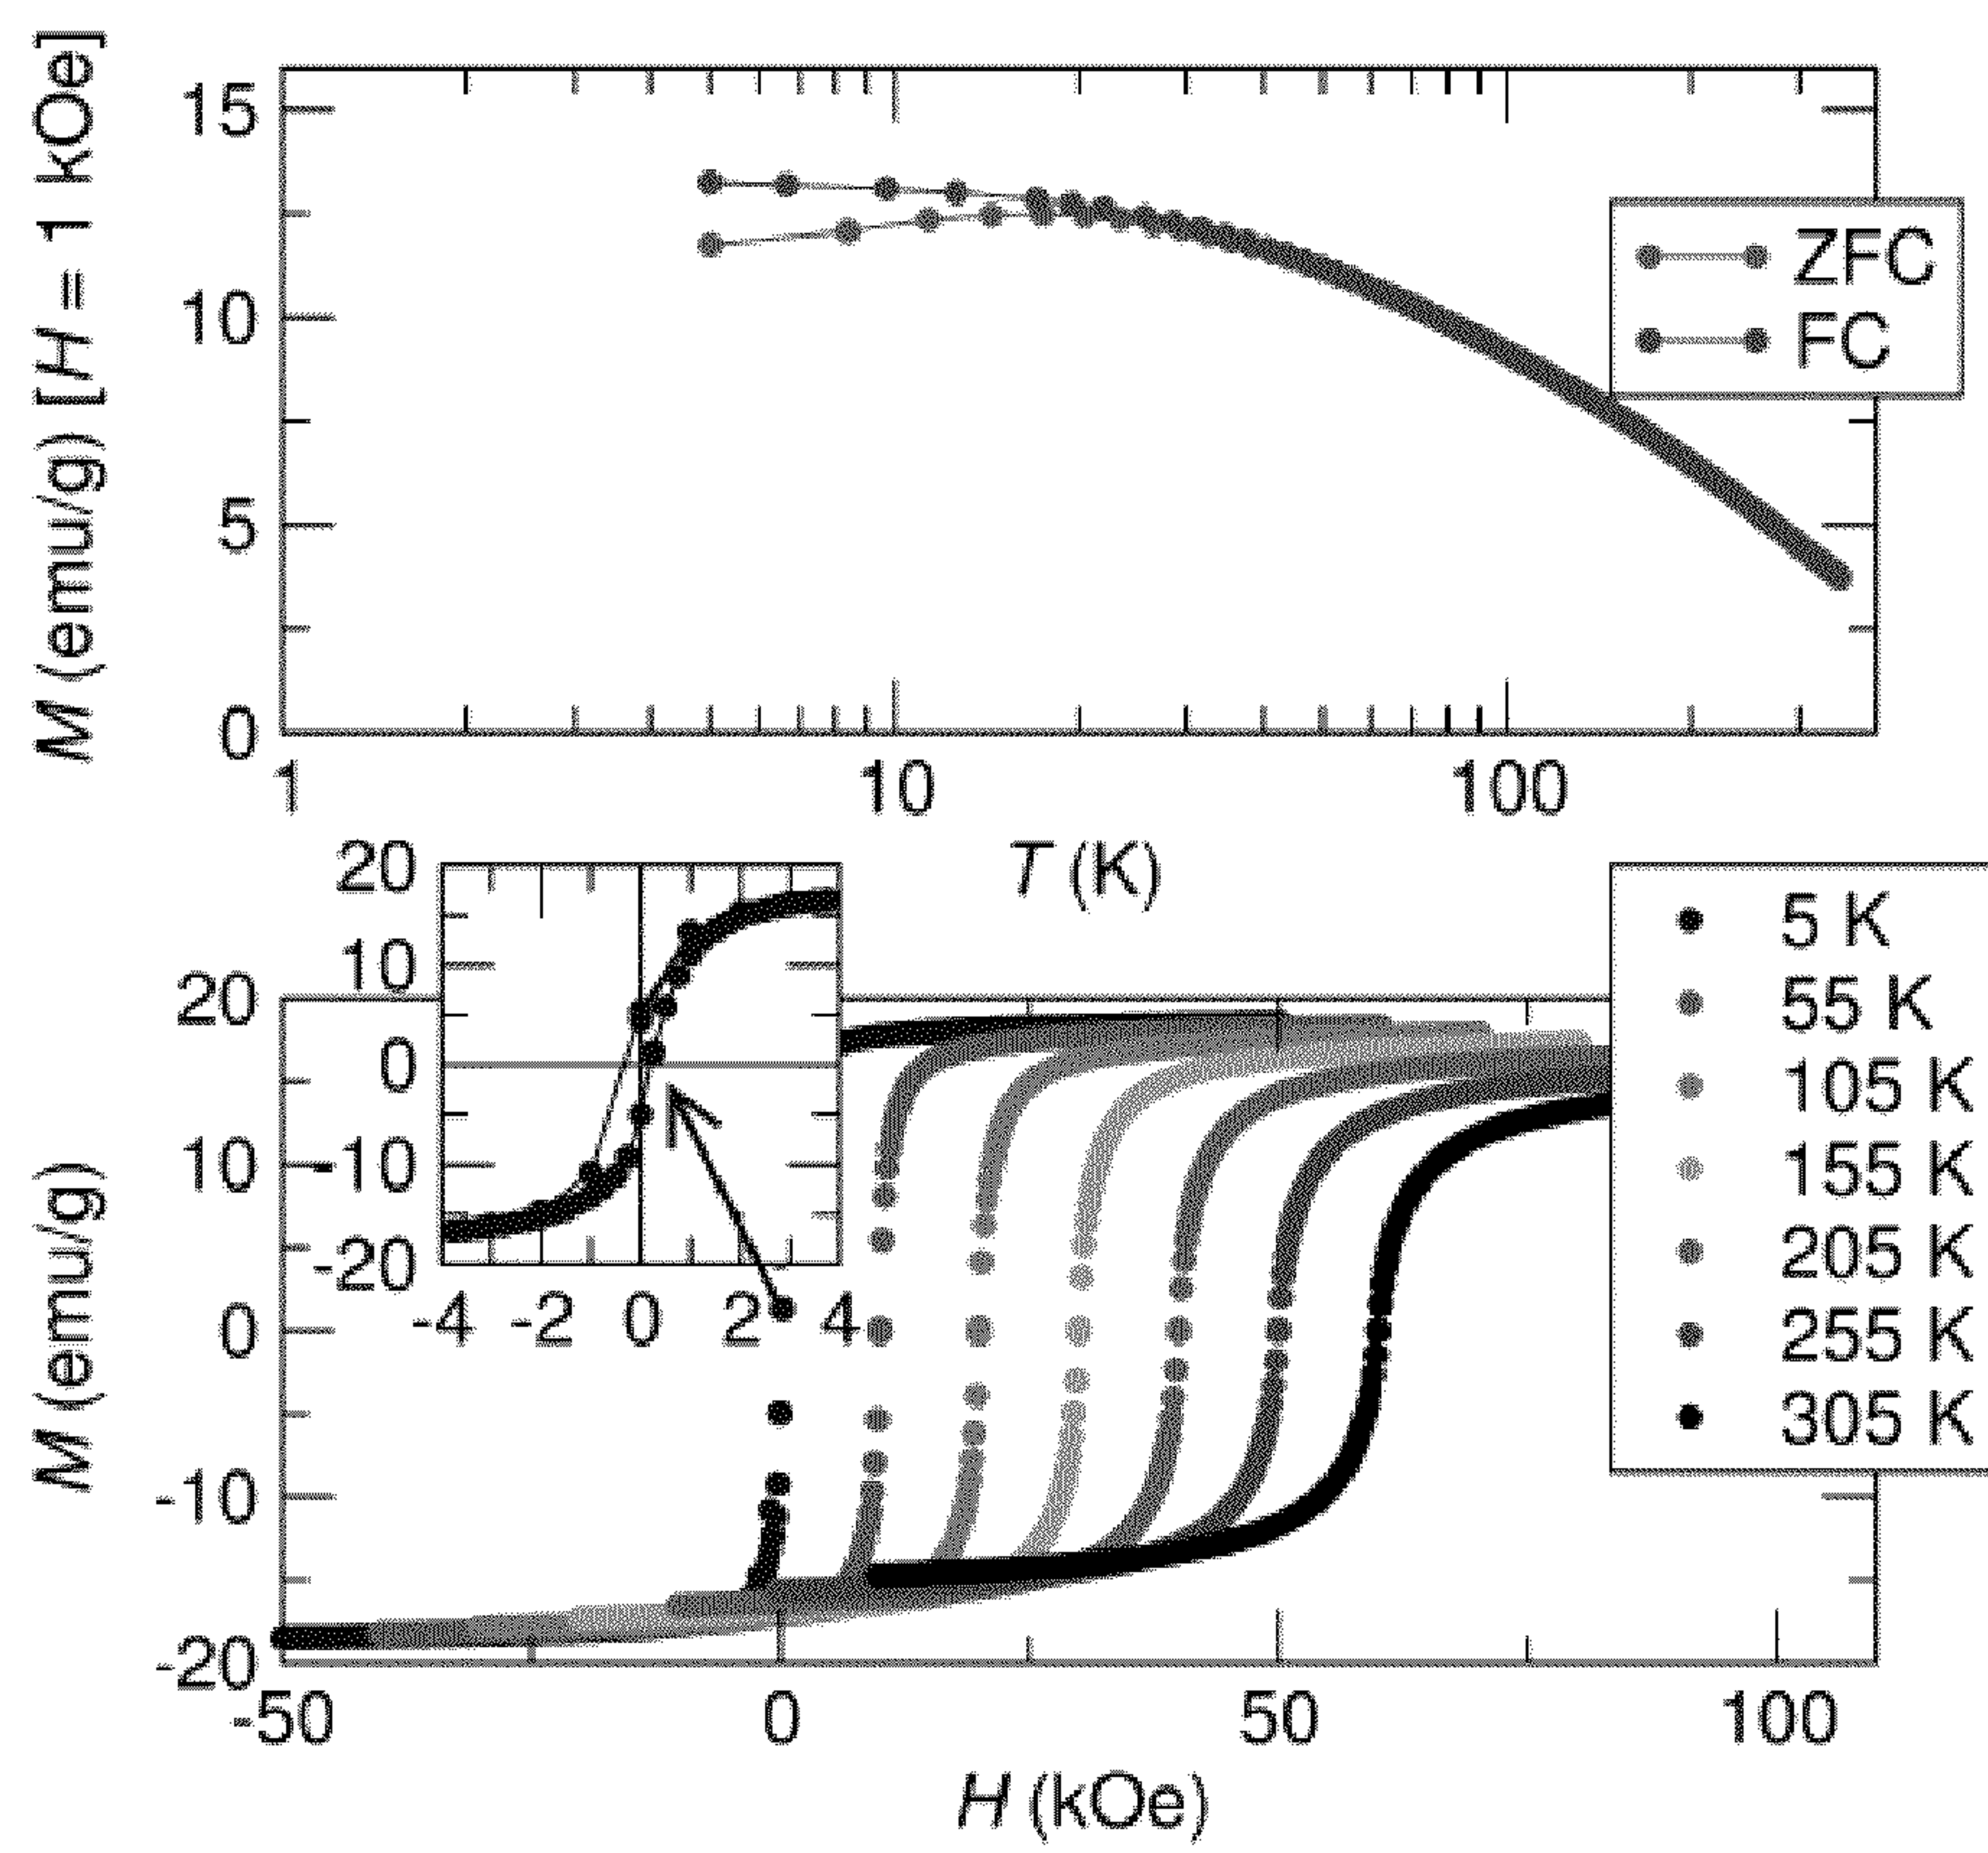 M (emu/g) [H = 1 kOe]
15
10
5
0
1 10 100
T (K)
ZFC
FC
20
10
0
-10
-20
-4 -2 0 2 4
M (emu/g)
20
10
0
-10
-20
-50 0 50 100
H (kOe)
5 K
55 K
105 K
155 K
205 K
255 K
305 K